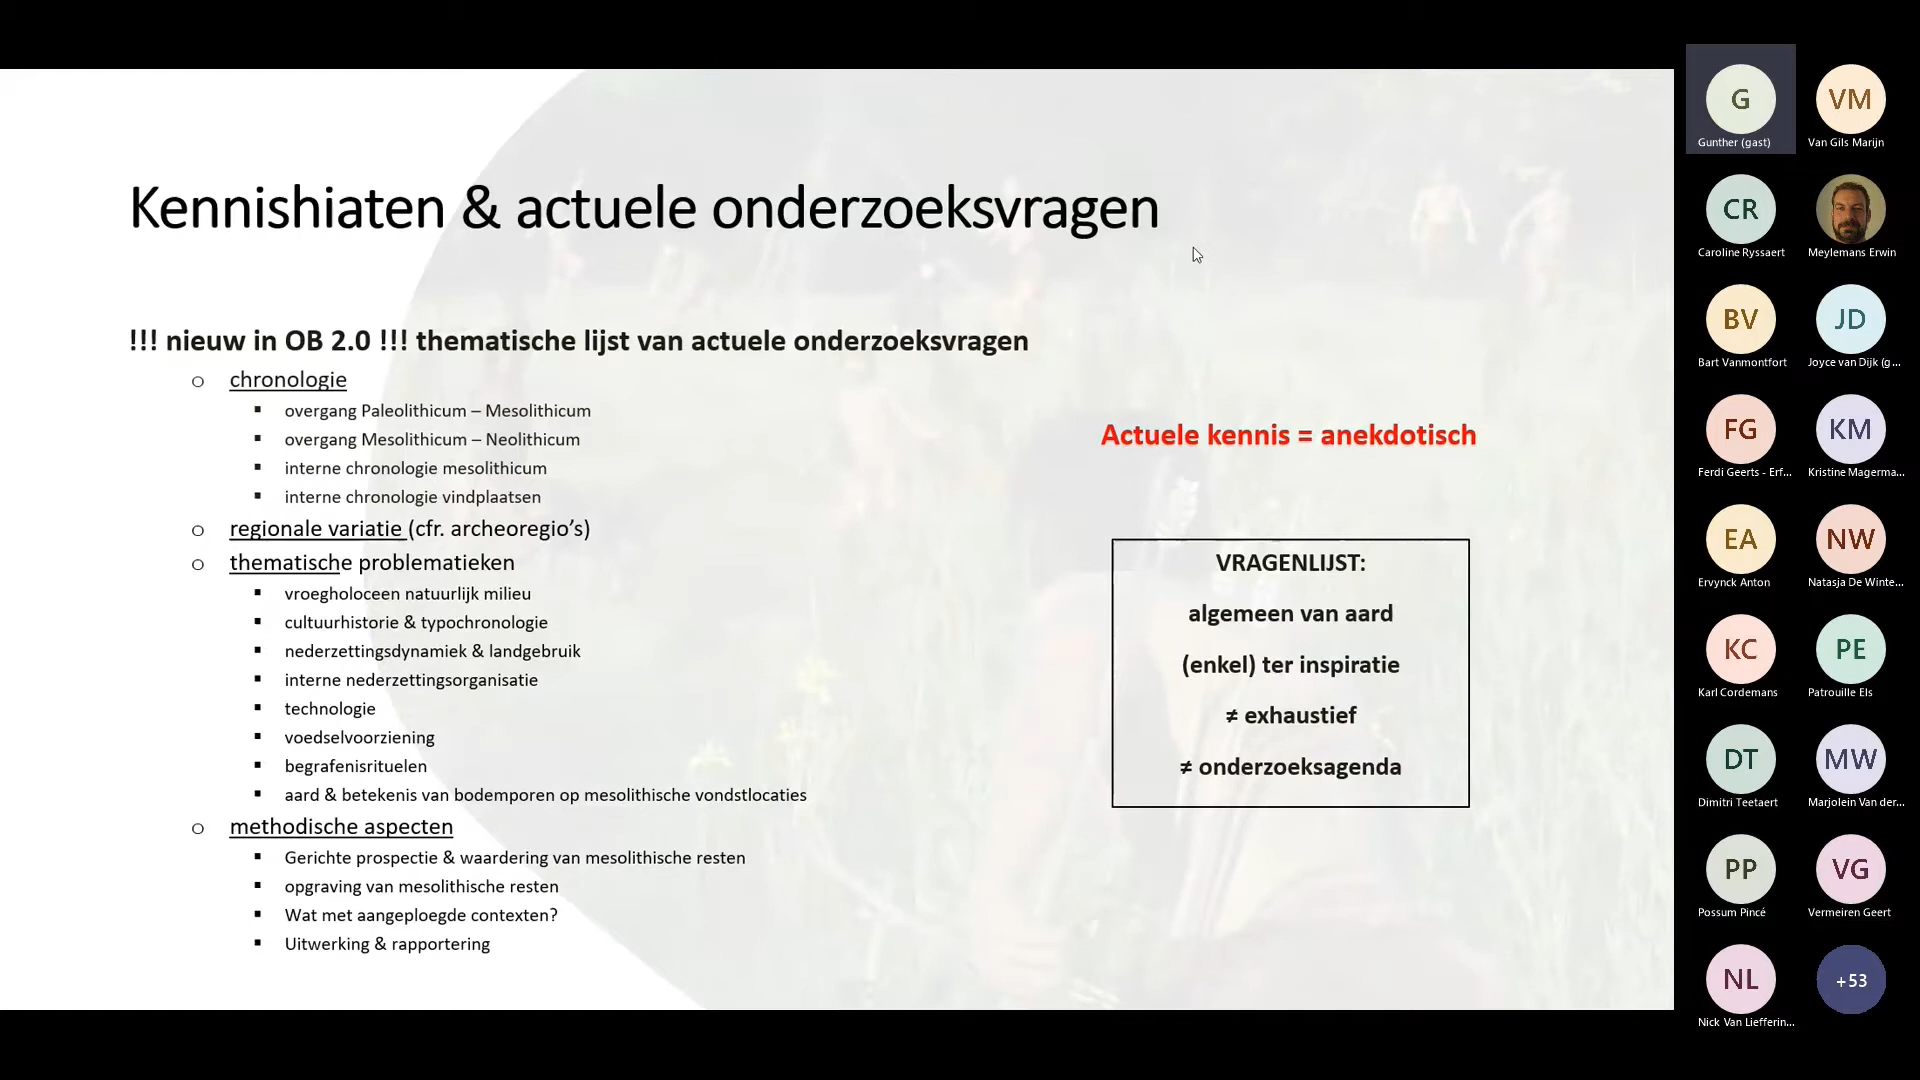 Kennishiaten & actuele onderzoeksvragen
!!! nieuw in OB 2.0 !!! thematische lijst van actuele onderzoeksvragen
o chronologie
▪ overgang Paleolithicum – Mesolithicum
▪ overgang Mesolithicum – Neolithicum
▪ interne chronologie mesolithicum
▪ interne chronologie vindplaatsen
o regionale variatie (cfr. archeoregio's)
o thematische problematieken
▪ vroegholoceen natuurlijk milieu
▪ cultuurhistorie & typochronologie
▪ nederzettingsdynamiek & landgebruik
▪ interne nederzettingsorganisatie
▪ technologie
▪ voedselvoorziening
▪ begrafenisrituelen
▪ aard & betekenis van bodemporen op mesolithische vondstlocaties
o methodische aspecten
▪ Gerichte prospectie & waardering van mesolithische resten
▪ opgraving van mesolithische resten
▪ Wat met aangeploegde contexten?
▪ Uitwerking & rapportering
Actuele kennis = anekdotisch
VRAGENLIJST:
algemeen van aard
(enkel) ter inspiratie
≠ exhaustief
≠ onderzoeksagenda
G
Gunther (gast)
VM
Van Gils Marijn
CR
Caroline Ryssaert
Meylemans Erwin
BV
Bart Vanmontfort
JD
Joyce van Dijk (g...
FG
Ferdi Geerts - Erf...
KM
Kristine Magerma...
EA
Ervynck Anton
NW
Natasja De Winte...
KC
Karl Cordemans
PE
Patrouille Els
DT
Dimitri Teetaert
MW
Marjolein Van der...
PP
Possum Pincé
VG
Vermeiren Geert
NL
Nick Van Liefferin...
+53